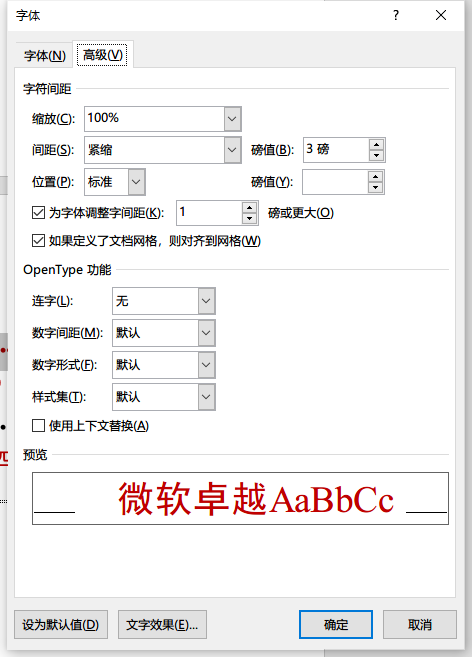 字体
?
字体(N) 高级(V)
字符间距
缩放(C): 100%
间距(S): 紧缩 磅值(B): 3 磅
位置(P): 标准 磅值(Y):
为字体调整字间距(K): 1 磅或更大(O)
如果定义了文档网格，则对齐到网格(W)
OpenType 功能
连字(L): 无
数字间距(M): 默认
数字形式(F): 默认
样式集(T): 默认
使用上下文替换(A)
预览
微软卓越AaBbCc
设为默认值(D) 文字效果(E)... 确定 取消